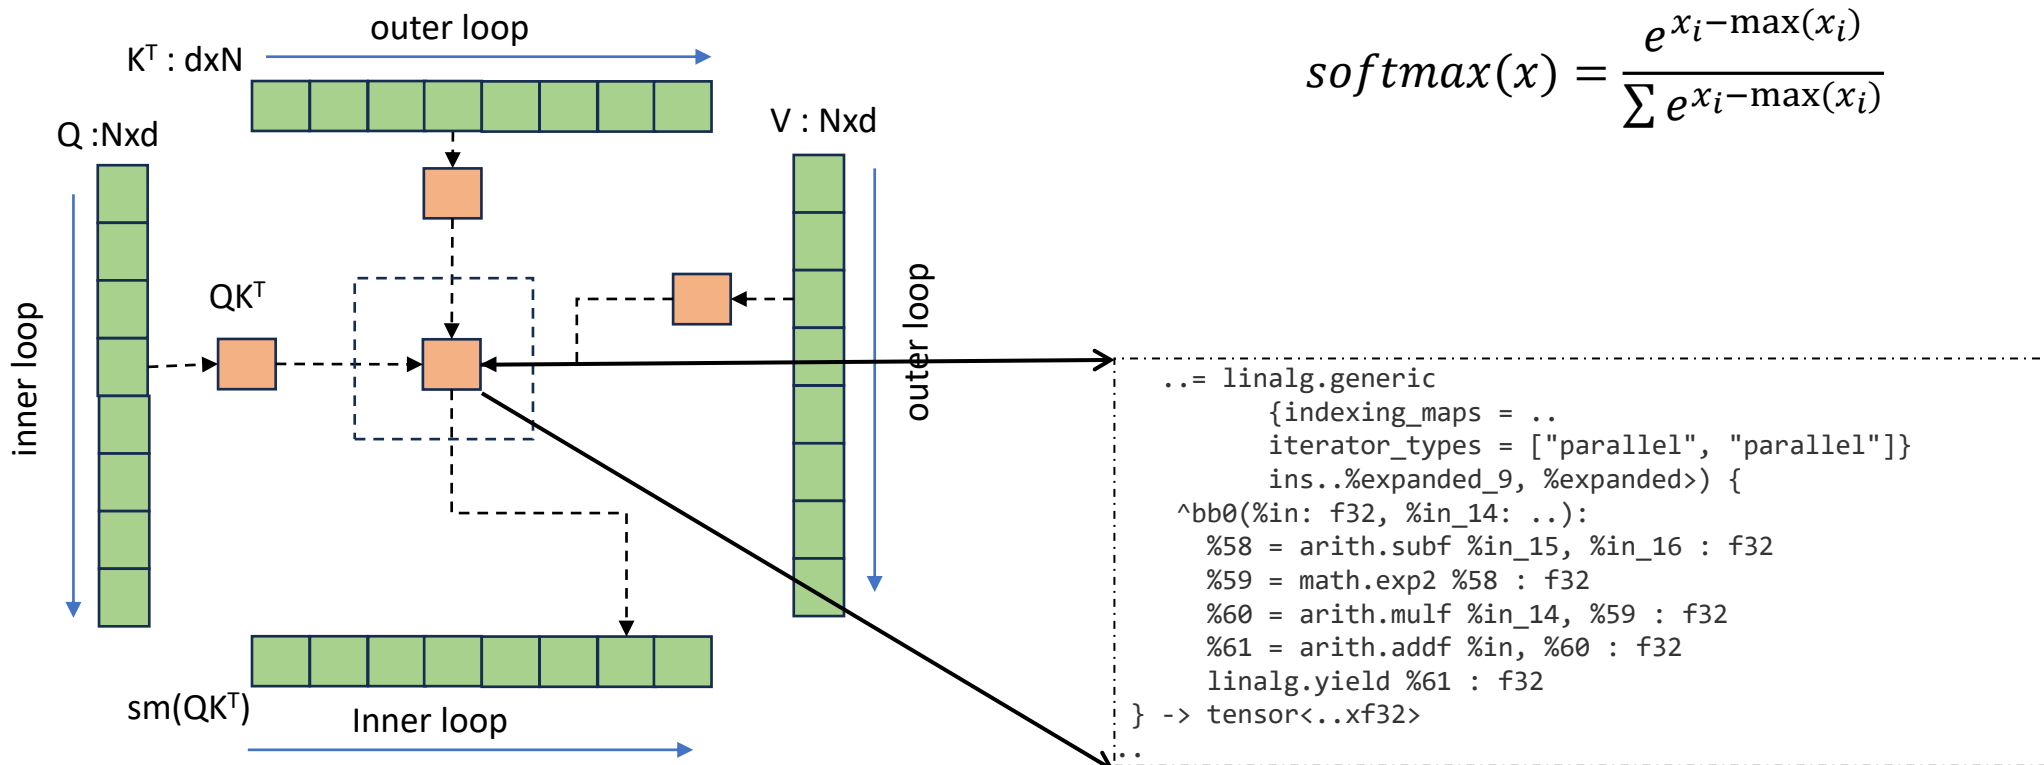 outer loop
K^T : dxN
softmax(x) = e^{x_i−max(x_i)} / ∑ e^{x_i−max(x_i)}
Q :Nxd
V : Nxd
inner loop
QK^T
outer loop
..= linalg.generic
{indexing_maps = ..
iterator_types = ["parallel", "parallel"]}
ins..%expanded_9, %expanded>) {
^bb0(%in: f32, %in_14: ..):
%58 = arith.subf %in_15, %in_16 : f32
%59 = math.exp2 %58 : f32
%60 = arith.mulf %in_14, %59 : f32
%61 = arith.addf %in, %60 : f32
linalg.yield %61 : f32
} -> tensor<..xf32>
..
sm(QK^T)
Inner loop